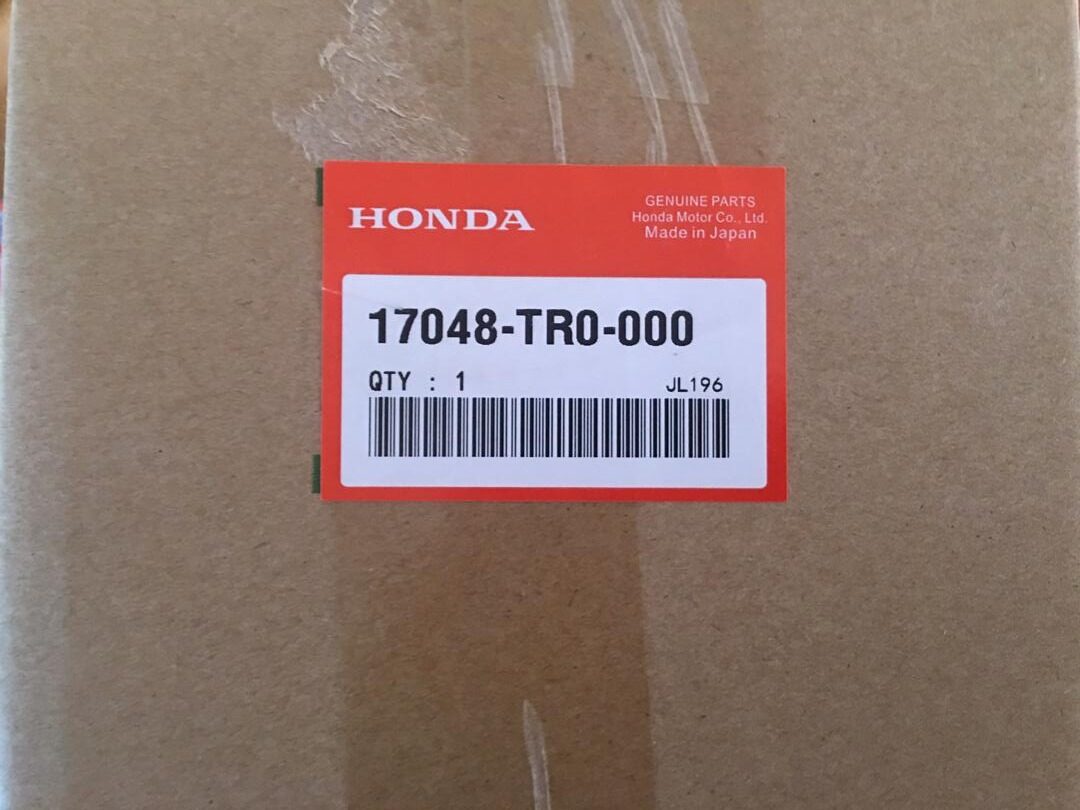 HONDA
GENUINE PARTS
Honda Motor Co., Ltd.
Made in Japan
17048-TR0-000
QTY : 1
JL196